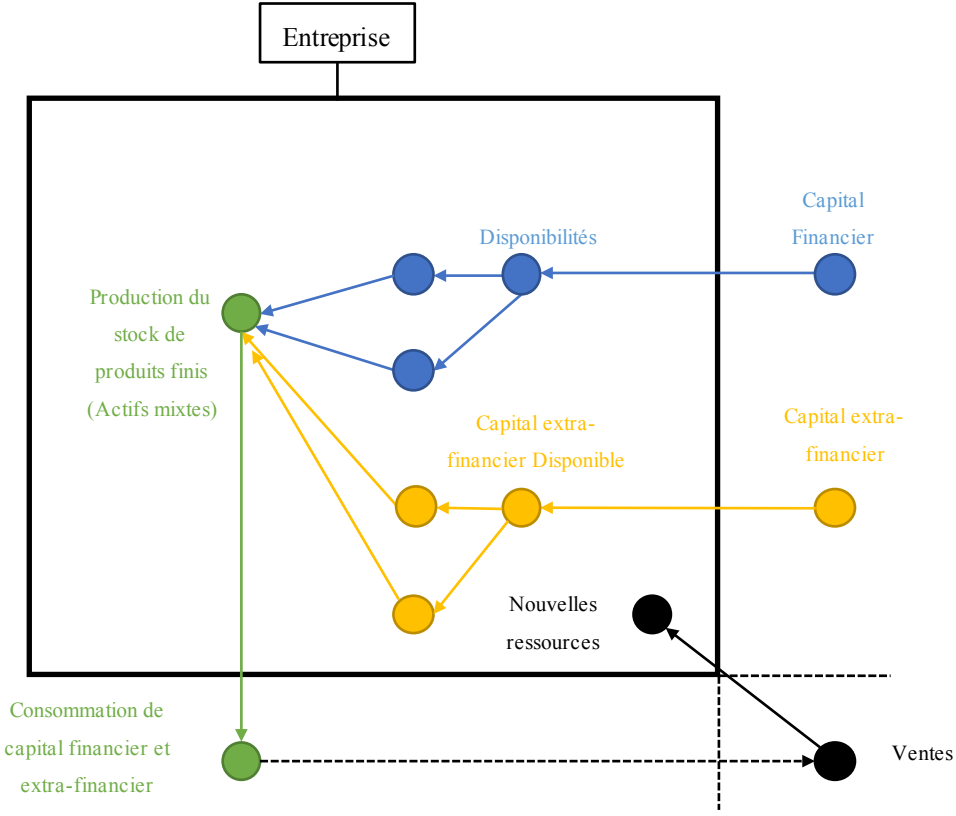 Entreprise
Capital
Financier
Disponibilités
Production du
stock de
produits finis
(Actifs mixtes)
Capital extra-
financier Disponible
Capital extra-
financier
Nouvelles
ressources
Consommation de
capital financier et
extra-financier
Ventes